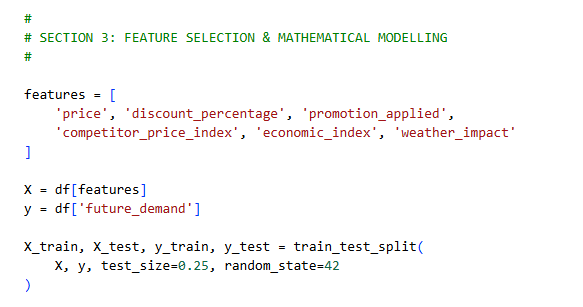 #
# SECTION 3: FEATURE SELECTION & MATHEMATICAL MODELLING
#
features = [
    'price', 'discount_percentage', 'promotion_applied',
    'competitor_price_index', 'economic_index', 'weather_impact'
]
X = df[features]
y = df['future_demand']
X_train, X_test, y_train, y_test = train_test_split(
    X, y, test_size=0.25, random_state=42
)